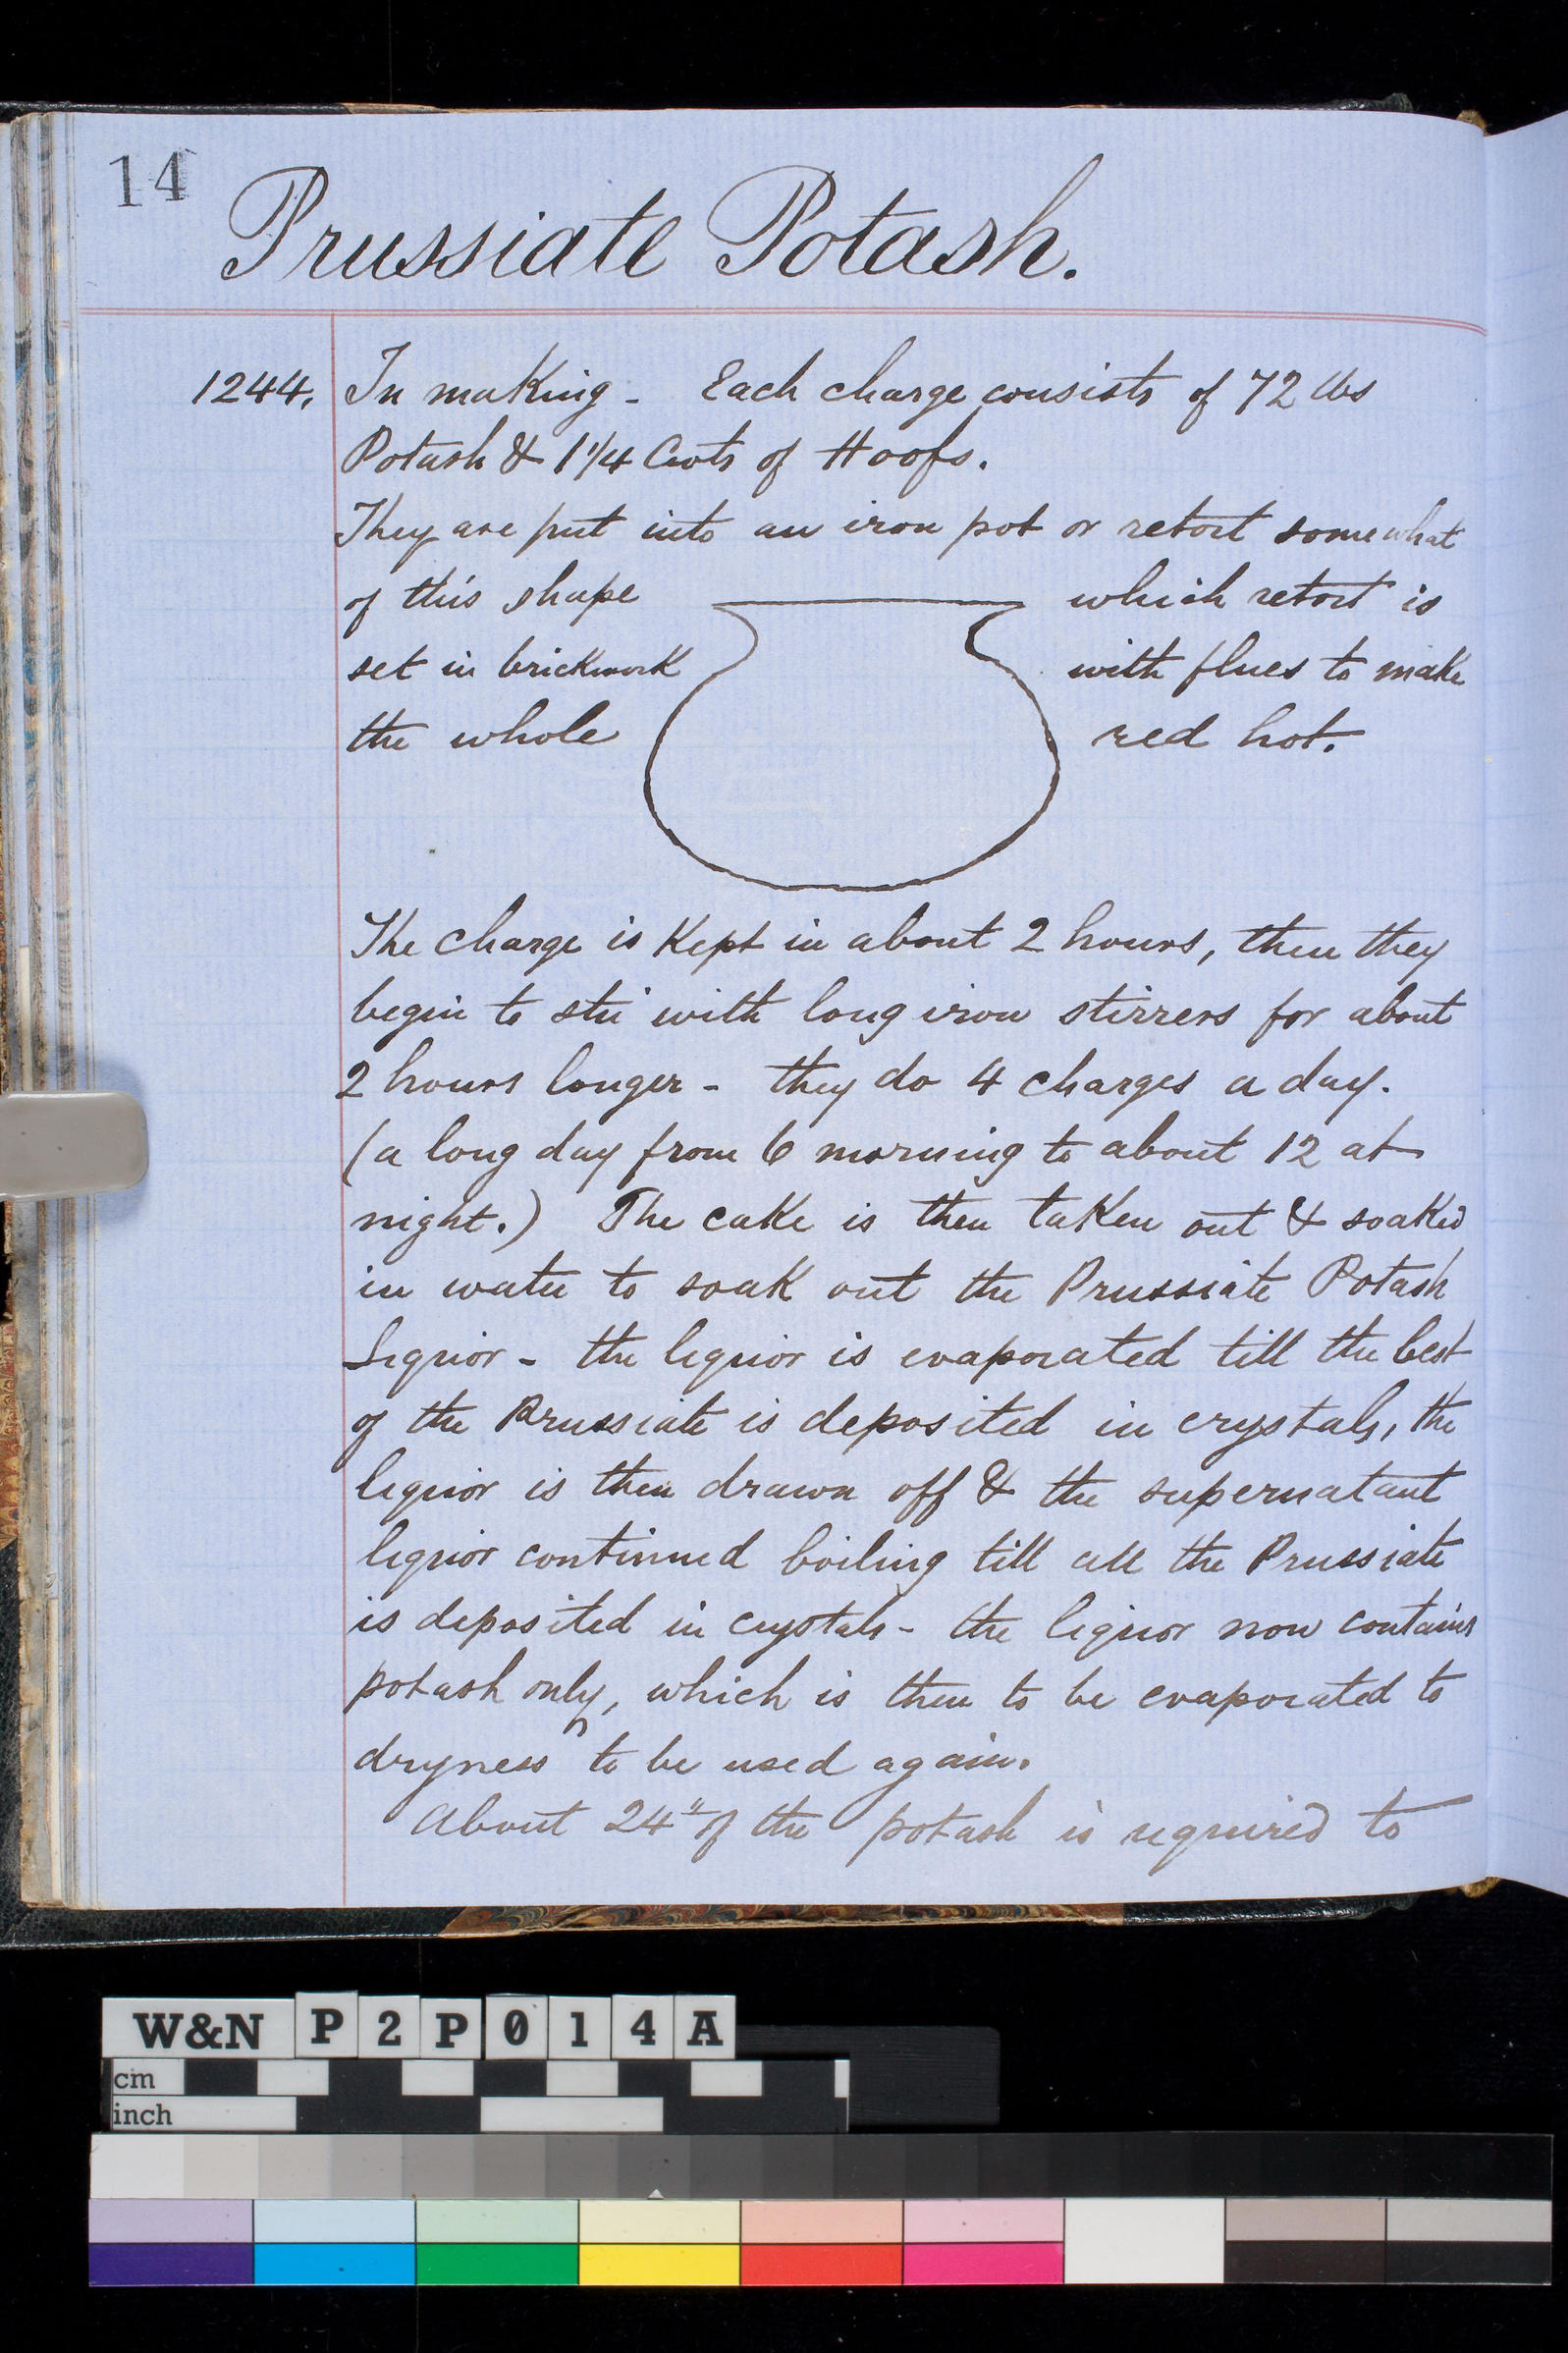 14
Prussiate Potash.
1244. In making - Each charge consists of 72 lbs
Potash & 1 1/4 Cwts of Hoofs.
They are put into an iron pot or retort somewhat
of this shape which retort is
set in brickwork with flues to make
the whole red hot.
The charge is kept in about 2 hours, then they
begin to stir with long iron stirrers for about
2 hours longer - they do 4 charges a day.
(a long day from 6 morning to about 12 at
night.) The cake is then taken out & soaked
in water to soak out the Prussiate Potash
Liquor - the liquor is evaporated till the best
of the Prussiate is deposited in crystals, the
liquor is then drawn off & the supernatant
liquor continued boiling till all the Prussiate
is deposited in crystals - the liquor now contains
potash only, which is then to be evaporated to
dryness to be used again.
About 24 of the potash is required to
W&N P2P014A
cm
inch